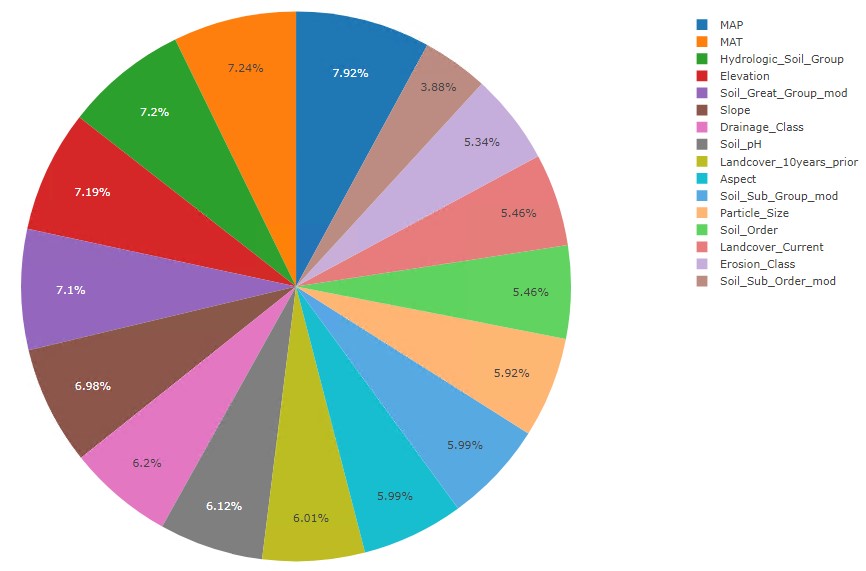 7.92%
3.88%
5.34%
5.46%
5.46%
5.92%
5.99%
5.99%
6.01%
6.12%
6.2%
6.98%
7.1%
7.19%
7.2%
7.24%
MAP
MAT
Hydrologic_Soil_Group
Elevation
Soil_Great_Group_mod
Slope
Drainage_Class
Soil_pH
Landcover_10years_prior
Aspect
Soil_Sub_Group_mod
Particle_Size
Soil_Order
Landcover_Current
Erosion_Class
Soil_Sub_Order_mod